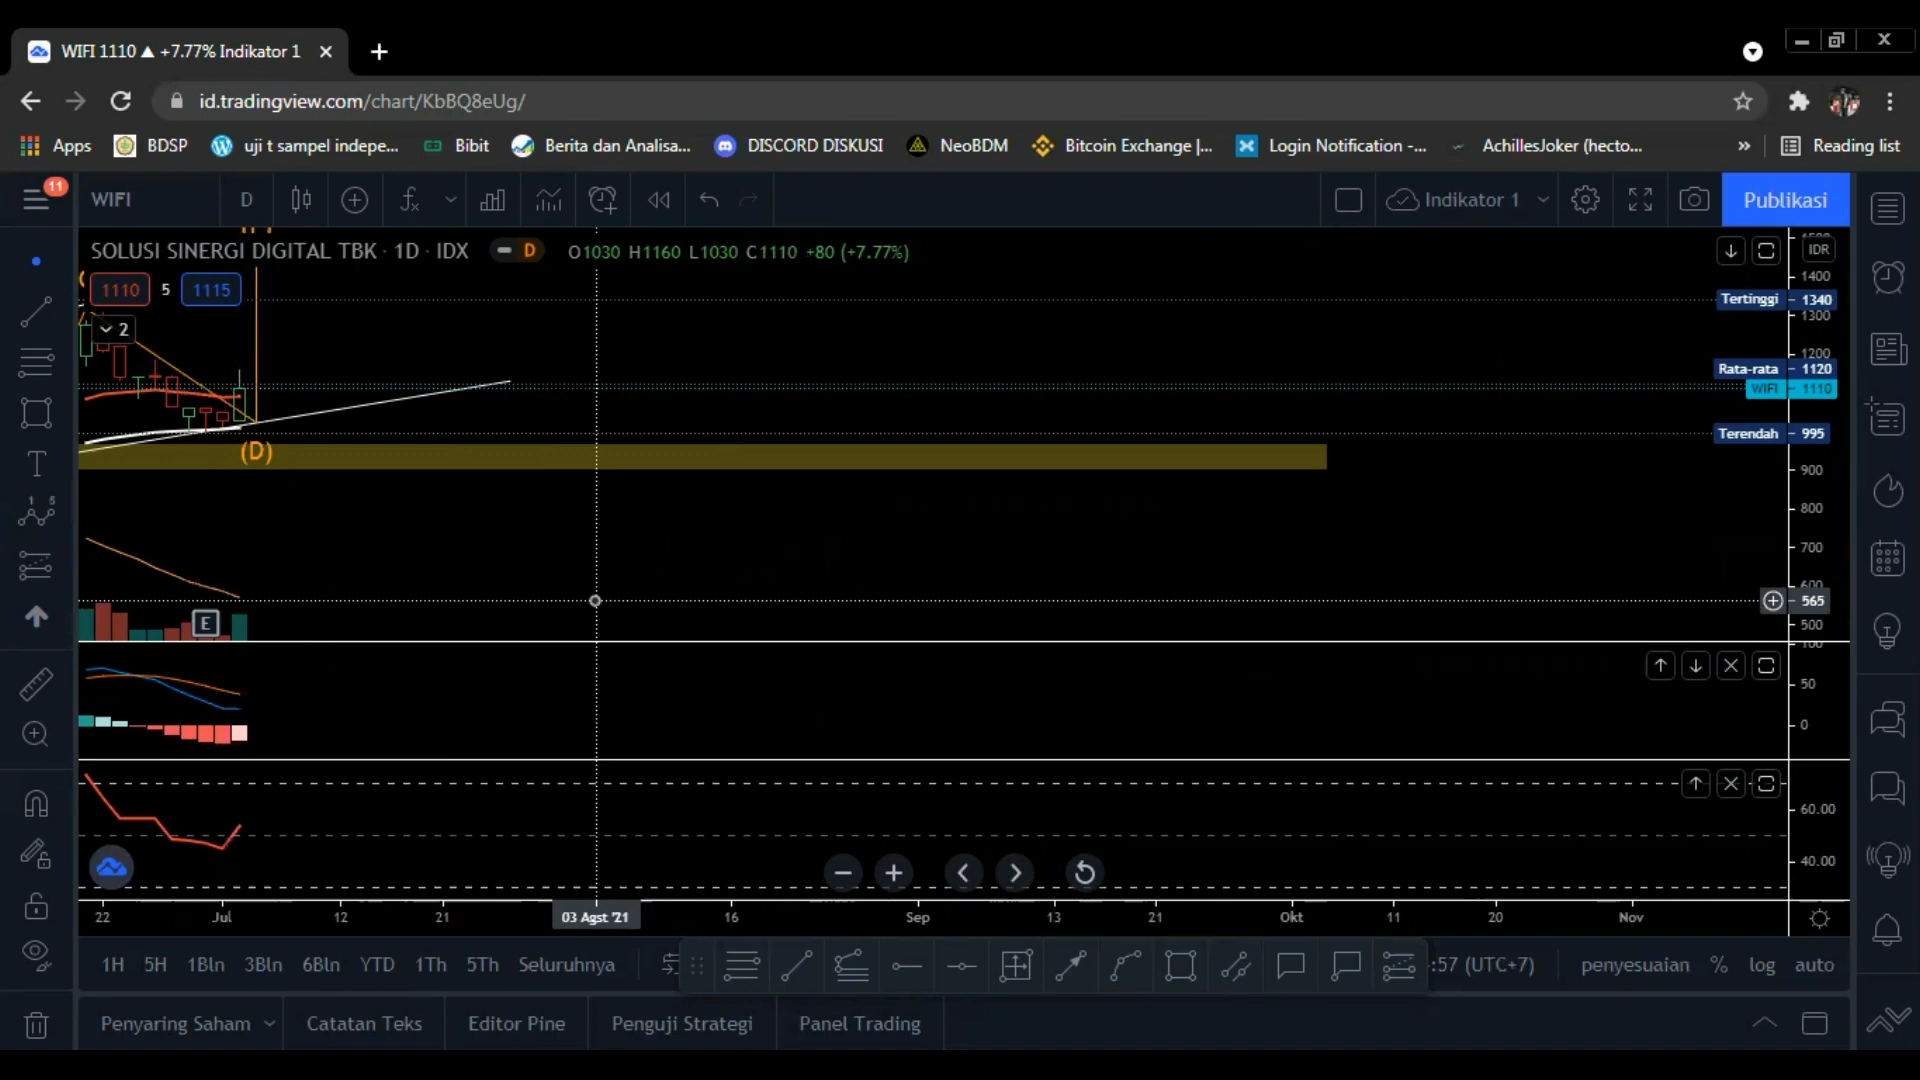 WIFI 1110 ▲ +7.77% Indikator 1
id.tradingview.com/chart/KbBQ8eUg/
Apps BDSP uji t sampel indepe... Bibit Berita dan Analisa... DISCORD DISKUSI NeoBDM Bitcoin Exchange |... Login Notification -... AchillesJoker (hecto... » Reading list
11
WIFI D Indikator 1 Publikasi
SOLUSI SINERGI DIGITAL TBK · 1D · IDX D O1030 H1160 L1030 C1110 +80 (+7.77%)
IDR
1400
1110 5 1115
Tertinggi 1340
1300
2
1200
Rata-rata 1120
WIFI 1110
Terendah 995
(D)
900
800
700
600
565
E
500
100
50
0
60.00
40.00
22 Jul 12 21 03 Agst '21 16 Sep 13 21 Okt 11 20 Nov
1H 5H 1Bln 3Bln 6Bln YTD 1Th 5Th Seluruhnya :57 (UTC+7) penyesuaian % log auto
Penyaring Saham Catatan Teks Editor Pine Penguji Strategi Panel Trading